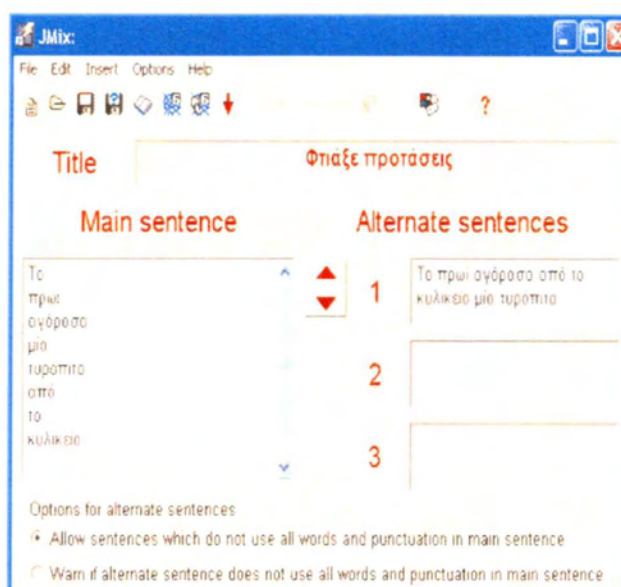 JMix:
File Edit Insert Options Help
?
Title Φτιάξε προτάσεις
Main sentence Alternate sentences
Το
πρωί
αγόρασα
μία
τυρόπιτα
από
το
κυλικείο
1 Το πρωί αγόρασα από το
κυλικείο μία τυρόπιτα
2
3
Options for alternate sentences
Allow sentences which do not use all words and punctuation in main sentence
Warn if alternate sentence does not use all words and punctuation in main sentence